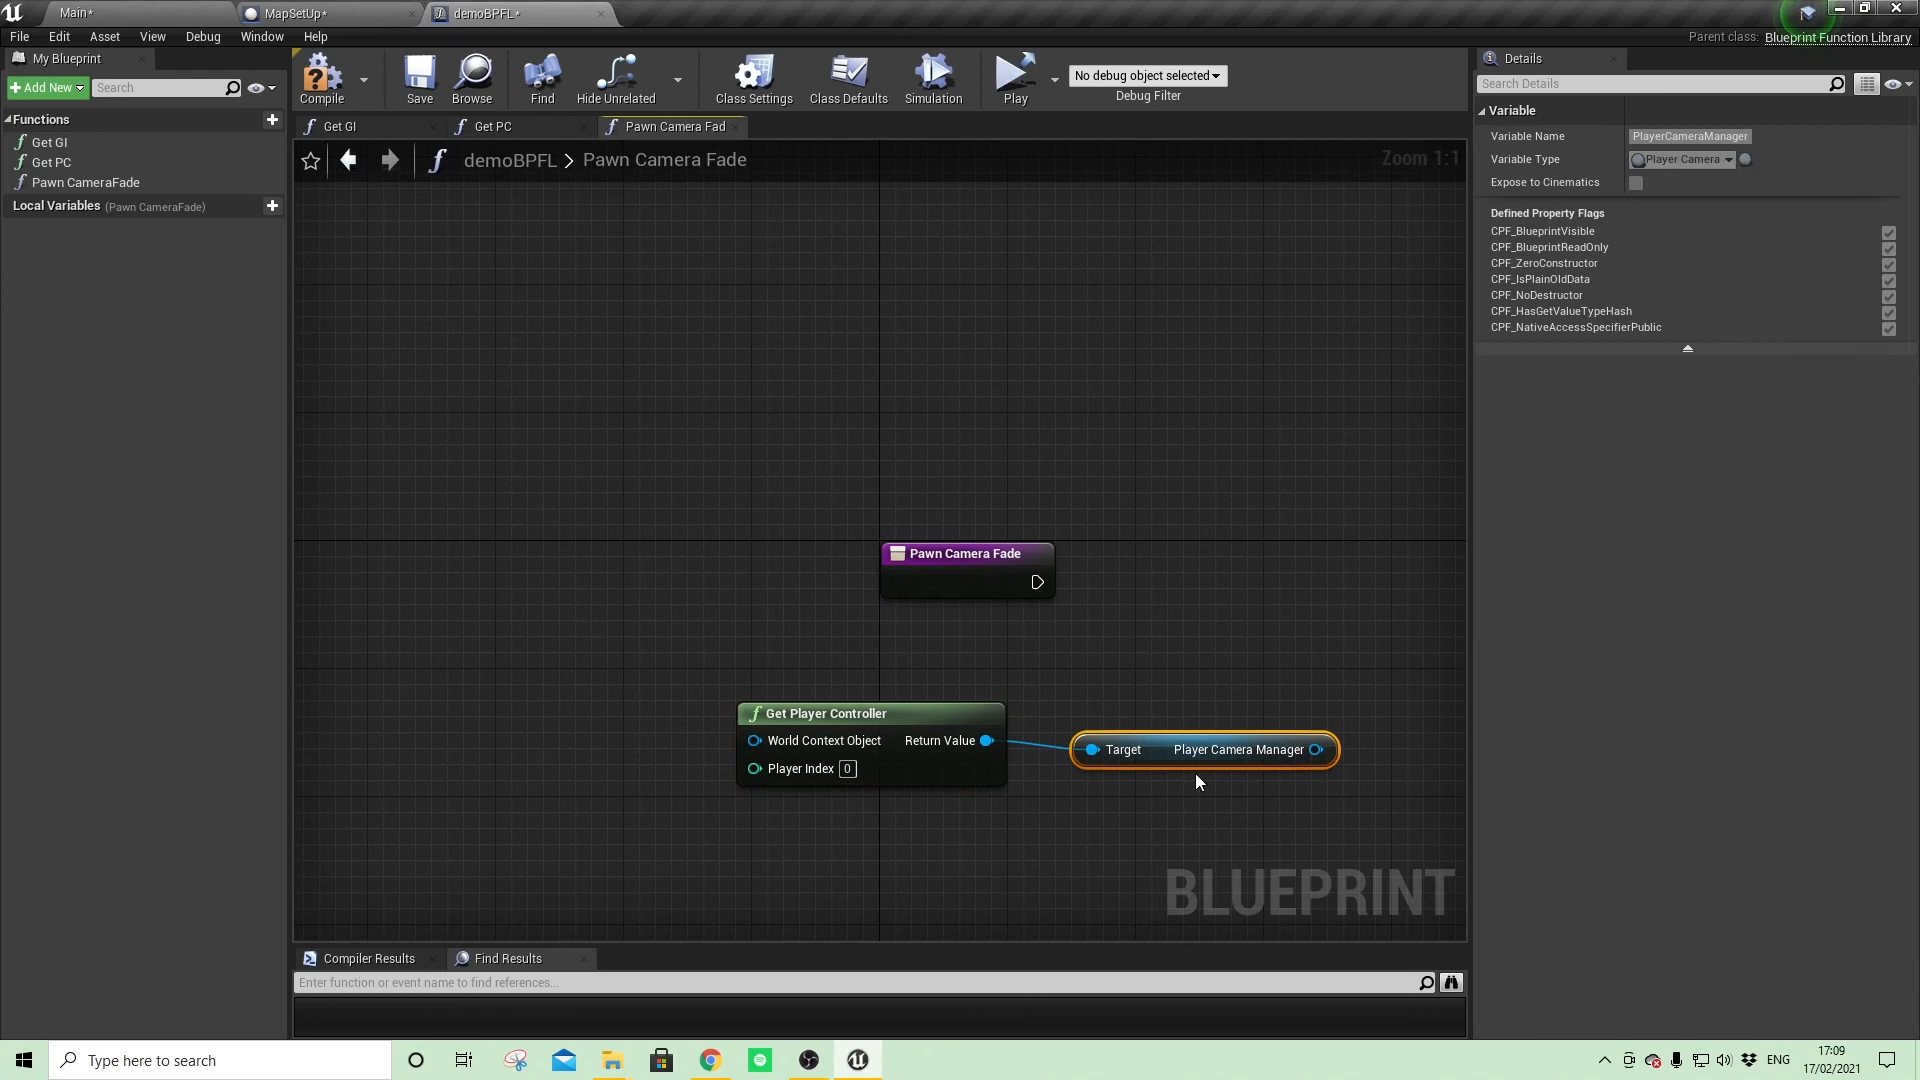 Main*
MapSetUp*
demoBPFL*
File Edit Asset View Debug Window Help
Parent class: Blueprint Function Library
My Blueprint
Add New
Search
Functions
Get GI
Get PC
Pawn CameraFade
Local Variables (Pawn CameraFade)
Compile
Save
Browse
Find
Hide Unrelated
Class Settings
Class Defaults
Simulation
Play
No debug object selected
Debug Filter
Get GI
Get PC
Pawn Camera Fad
demoBPFL > Pawn Camera Fade
Zoom 1:1
Pawn Camera Fade
Get Player Controller
World Context Object Return Value
Player Index 0
Target Player Camera Manager
BLUEPRINT
Compiler Results
Find Results
Enter function or event name to find references...
Details
Search Details
Variable
Variable Name PlayerCameraManager
Variable Type Player Camera
Expose to Cinematics
Defined Property Flags
CPF_BlueprintVisible
CPF_BlueprintReadOnly
CPF_ZeroConstructor
CPF_IsPlainOldData
CPF_NoDestructor
CPF_HasGetValueTypeHash
CPF_NativeAccessSpecifierPublic
Type here to search
ENG
17:09
17/02/2021